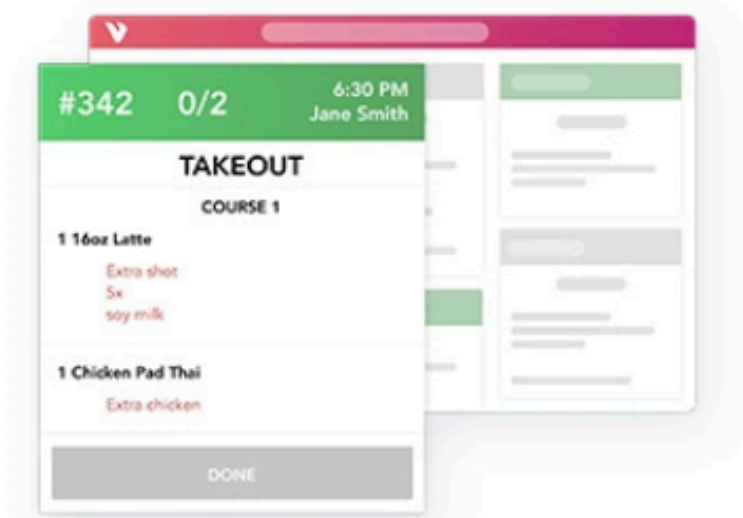 #342 0/2 6:30 PM
Jane Smith
TAKEOUT
COURSE 1
1 16oz Latte
Extra shot
5x
soy milk
1 Chicken Pad Thai
Extra chicken
DONE